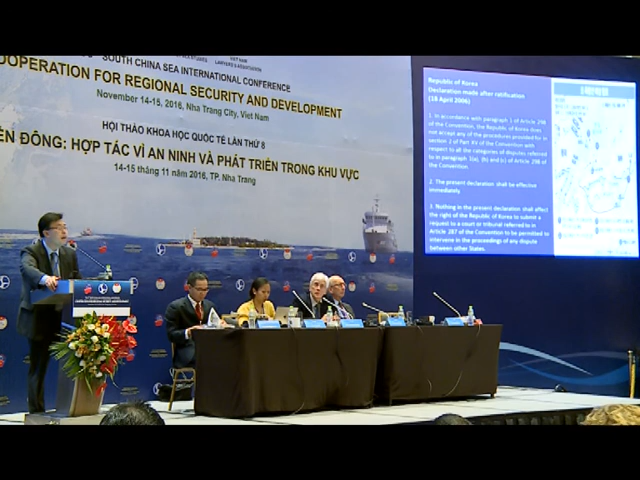 SOUTH CHINA SEA INTERNATIONAL CONFERENCE
VIET NAM
LAWYERS ASSOCIATION
OOPERATION FOR REGIONAL SECURITY AND DEVELOPMENT
November 14-15, 2016, Nha Trang City, Viet Nam
HỘI THẢO KHOA HỌC QUỐC TẾ LẦN THỨ 8
ỂN ĐÔNG: HỢP TÁC VÌ AN NINH VÀ PHÁT TRIỂN TRONG KHU VỰC
14-15 tháng 11 năm 2016, TP. Nha Trang
Republic of Korea
Declaration made after ratification
(18 April 2006)
1. In accordance with paragraph 1 of Article 298
of the Convention, the Republic of Korea does
not accept any of the procedures provided for in
section 2 of Part XV of the Convention with
respect to all the categories of disputes referred
to in paragraph 1(a), (b) and (c) of Article 298 of
the Convention.
2. The present declaration shall be effective
immediately.
3. Nothing in the present declaration shall affect
the right of the Republic of Korea to submit a
request to a court or tribunal referred to in
Article 287 of the Convention to be permitted to
intervene in the proceedings of any dispute
between other States.